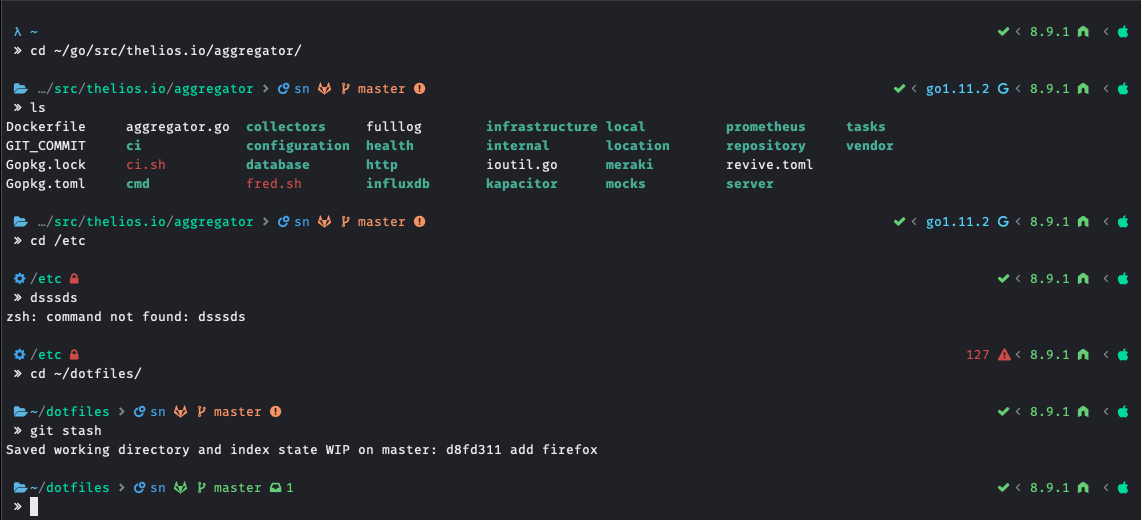 λ ~ 8.9.1
» cd ~/go/src/thelios.io/aggregator/
…/src/thelios.io/aggregator > sn master go1.11.2 8.9.1
» ls
Dockerfile aggregator.go collectors fulllog infrastructure local prometheus tasks
GIT_COMMIT ci configuration health internal location repository vendor
Gopkg.lock ci.sh database http ioutil.go meraki revive.toml
Gopkg.toml cmd fred.sh influxdb kapacitor mocks server
…/src/thelios.io/aggregator > sn master go1.11.2 8.9.1
» cd /etc
/etc 8.9.1
» dsssds
zsh: command not found: dsssds
/etc 127 8.9.1
» cd ~/dotfiles/
~/dotfiles > sn master 8.9.1
» git stash
Saved working directory and index state WIP on master: d8fd311 add firefox
~/dotfiles > sn master 1 8.9.1
»